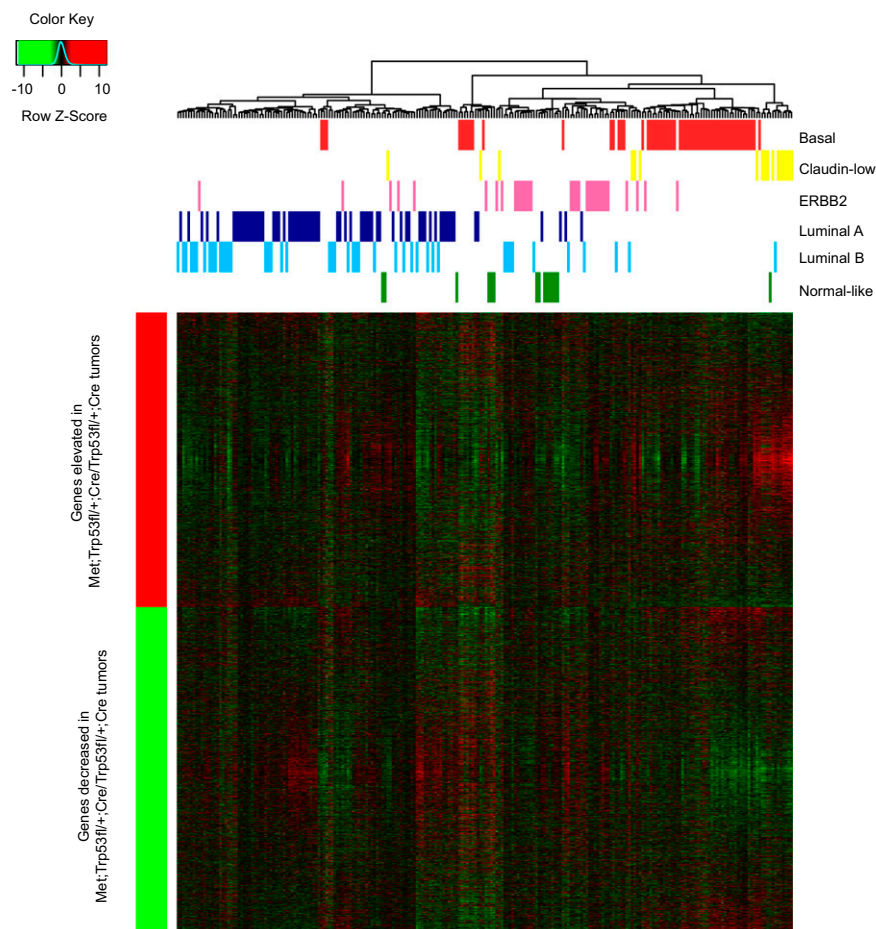 Color Key
-10 0 10
Row Z-Score
Basal
Claudin-low
ERBB2
Luminal A
Luminal B
Normal-like
Genes elevated in
Met;Trp53fl/+;Cre/Trp53fl/+;Cre tumors
Genes decreased in
Met;Trp53fl/+;Cre/Trp53fl/+;Cre tumors